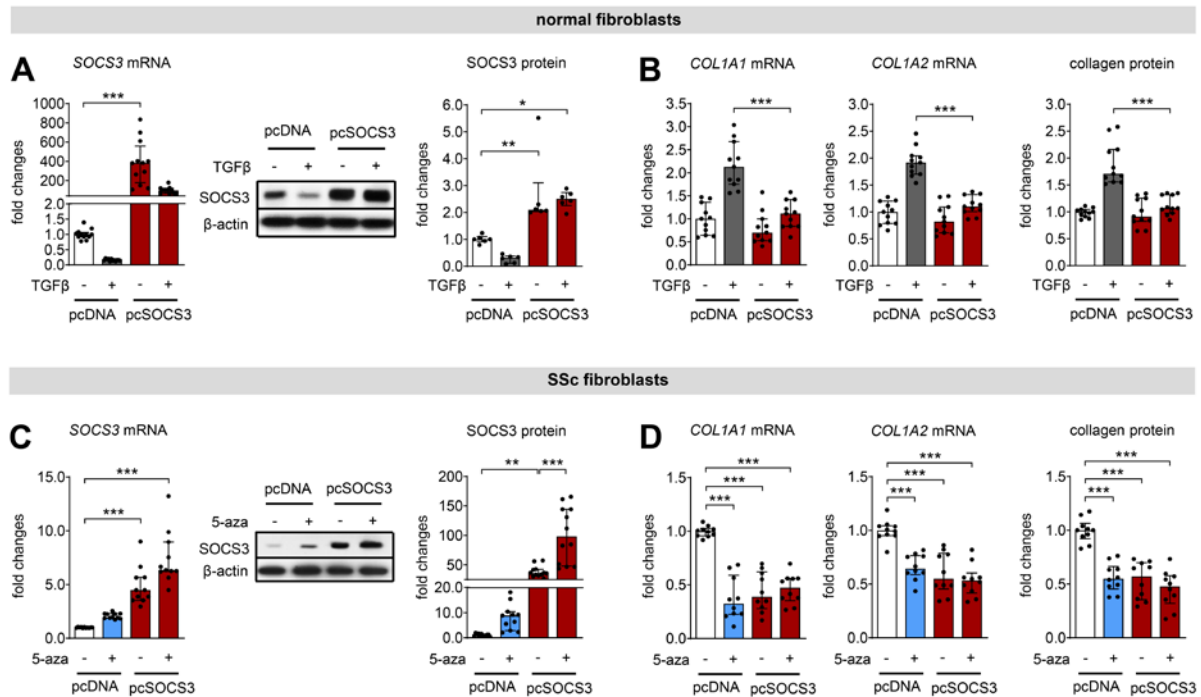 normal fibroblasts
A
SOCS3 mRNA
fold changes
1000
800
600
400
200
0
2.0
1.5
1.0
0.5
0.0
***
TGFβ - + - +
pcDNA pcSOCS3
pcDNA pcSOCS3
TGFβ - + - +
SOCS3
β-actin
SOCS3 protein
fold changes
6.0
5.0
4.0
3.0
2.0
1.0
0.0
*
**
TGFβ - + - +
pcDNA pcSOCS3
B
COL1A1 mRNA
fold changes
3.5
3.0
2.5
2.0
1.5
1.0
0.5
0.0
***
TGFβ - + - +
pcDNA pcSOCS3
COL1A2 mRNA
fold changes
3.0
2.5
2.0
1.5
1.0
0.5
0.0
***
- + - +
pcDNA pcSOCS3
collagen protein
fold changes
3.0
2.5
2.0
1.5
1.0
0.5
0.0
***
TGFβ - + - +
pcDNA pcSOCS3
SSc fibroblasts
C
SOCS3 mRNA
fold changes
15.0
10.0
5.0
0.0
***
***
5-aza - + - +
pcDNA pcSOCS3
pcDNA pcSOCS3
5-aza - + - +
SOCS3
β-actin
SOCS3 protein
fold changes
200
150
100
50
20.0
10.0
0.0
** ***
5-aza - + - +
pcDNA pcSOCS3
D
COL1A1 mRNA
fold changes
1.5
1.0
0.5
0.0
***
***
***
5-aza - + - +
pcDNA pcSOCS3
COL1A2 mRNA
fold changes
1.5
1.0
0.5
0.0
***
***
***
5-aza - + - +
pcDNA pcSOCS3
collagen protein
fold changes
1.5
1.0
0.5
0.0
***
***
***
5-aza - + - +
pcDNA pcSOCS3